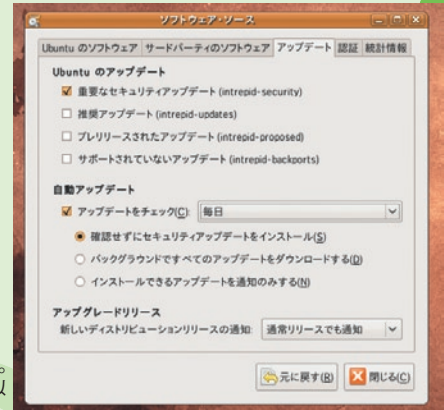 ソフトウェア・ソース
Ubuntu のソフトウェア サードパーティのソフトウェア アップデート 認証 統計情報
Ubuntu のアップデート
重要なセキュリティアップデート (intrepid-security)
推奨アップデート (intrepid-updates)
プレリリースされたアップデート (intrepid-proposed)
サポートされていないアップデート (intrepid-backports)
自動アップデート
アップデートをチェック(C): 毎日
確認せずにセキュリティアップデートをインストール(S)
バックグラウンドですべてのアップデートをダウンロードする(D)
インストールできるアップデートを通知のみする(N)
アップグレードリリース
新しいディストリビューションリリースの通知: 通常リリースでも通知
。
以
元に戻す(R) 閉じる(C)